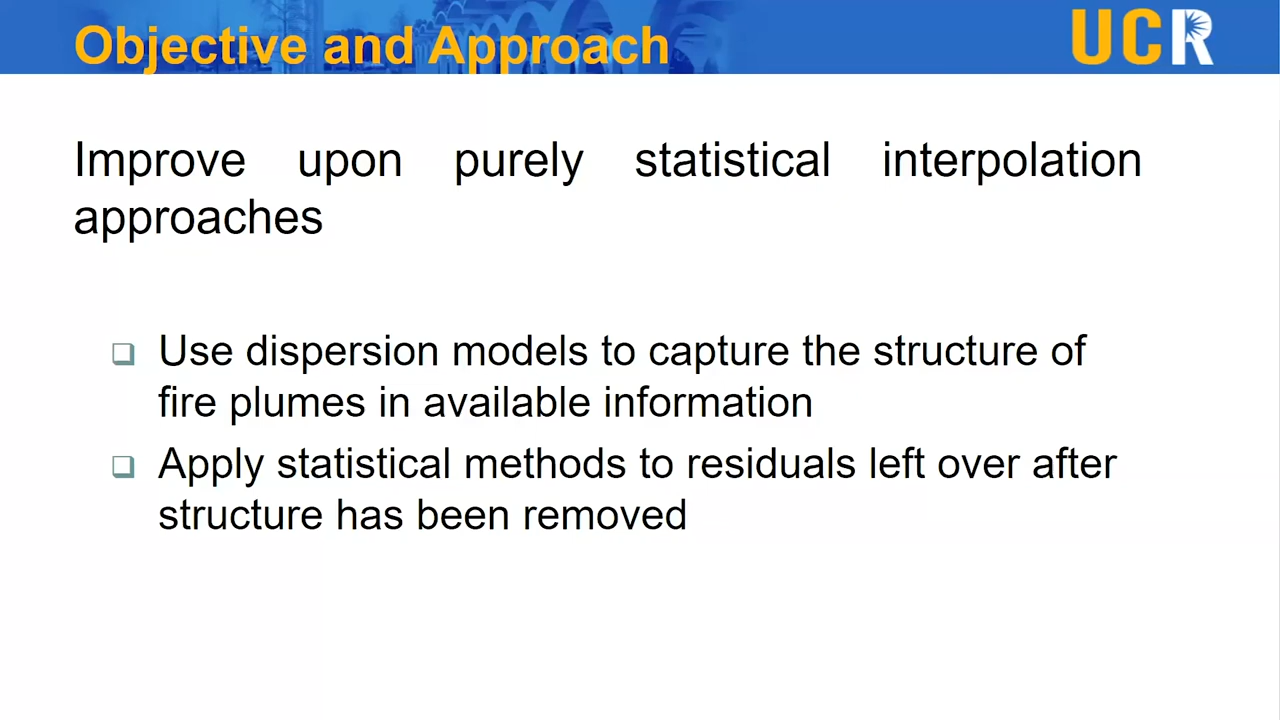 Objective and Approach
UCR
Improve upon purely statistical interpolation
approaches
Use dispersion models to capture the structure of
fire plumes in available information
Apply statistical methods to residuals left over after
structure has been removed